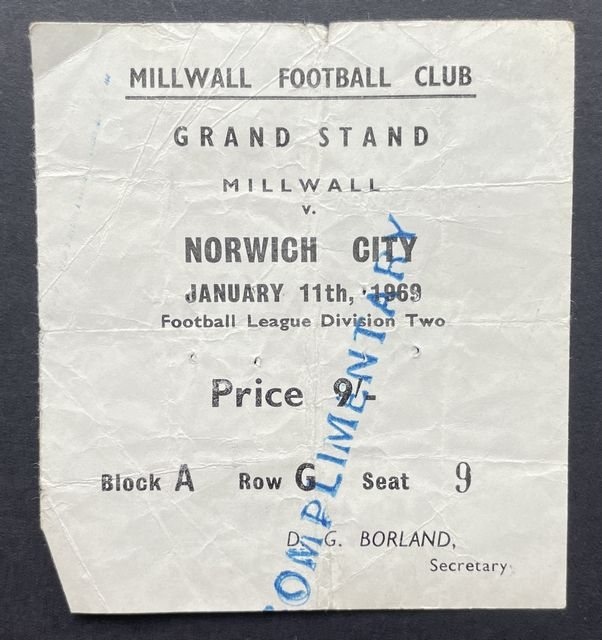 MILLWALL FOOTBALL CLUB
GRAND STAND
MILLWALL
v.
NORWICH CITY
JANUARY 11th, 1969
Football League Division Two
Price 9/-
Block A Row G Seat 9
D. G. BORLAND,
Secretary
COMPLIMENTARY